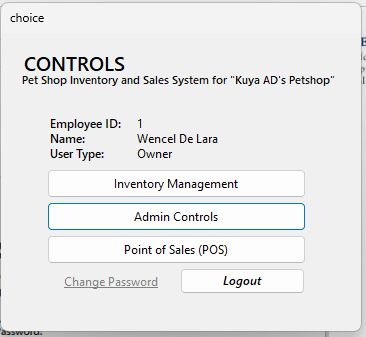 choice
CONTROLS
Pet Shop Inventory and Sales System for "Kuya AD's Petshop"
Employee ID: 1
Name: Wencel De Lara
User Type: Owner
Inventory Management
Admin Controls
Point of Sales (POS)
Change Password
Logout
assword.